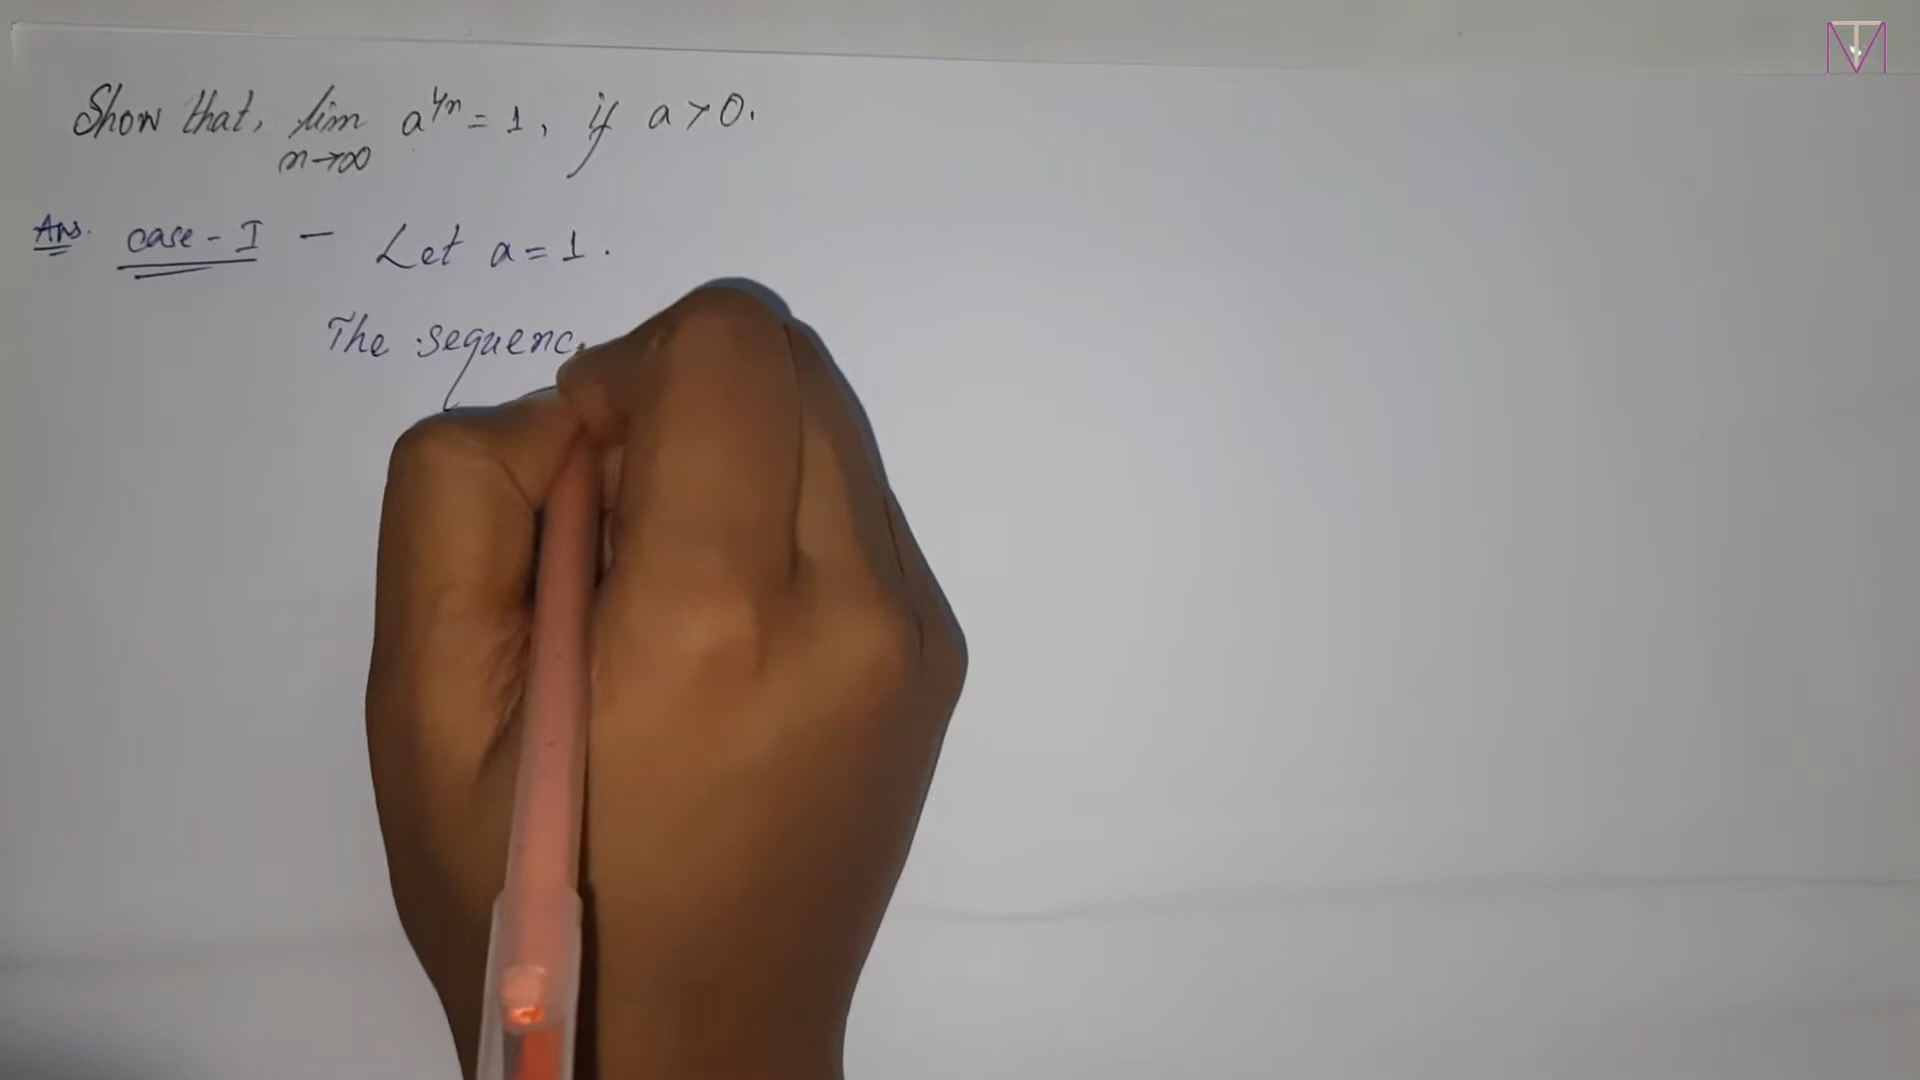 Show that, lim a^1/n = 1, if a > 0.
n→∞
Ans. case - I – Let a = 1.
The sequenc